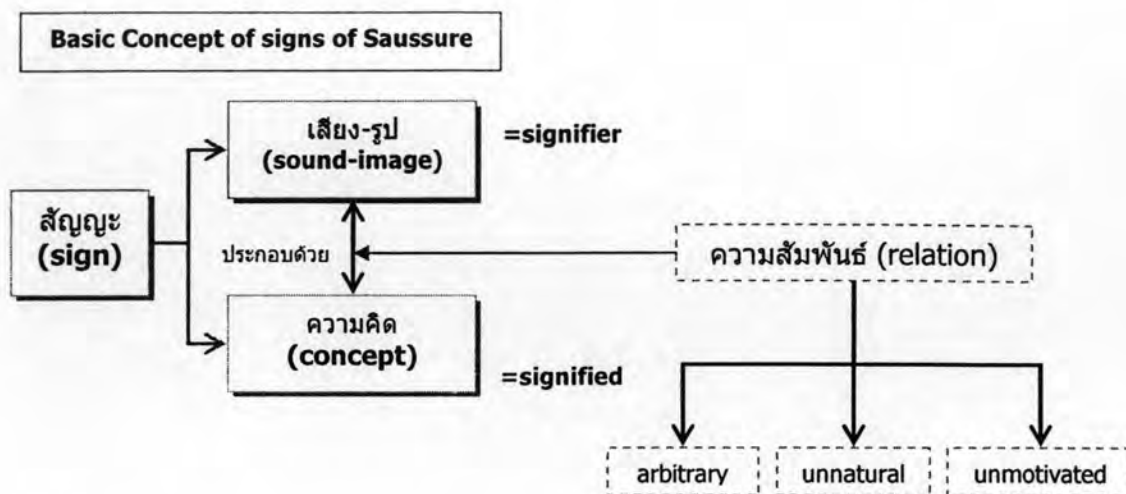 Basic Concept of signs of Saussure
เสียง-รูป
(sound-image)
=signifier
สัญญะ
(sign)
ประกอบด้วย
ความสัมพันธ์ (relation)
ความคิด
(concept)
=signified
arbitrary
unnatural
unmotivated